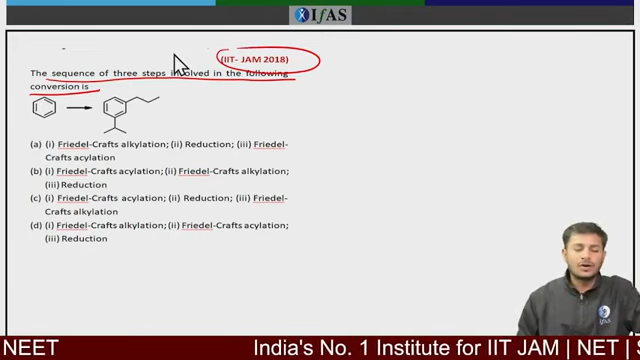 IFAS
(IIT- JAM 2018)
The sequence of three steps involved in the following
conversion is
(a) (i) Friedel-Crafts alkylation; (ii) Reduction; (iii) Friedel-
Crafts acylation
(b) (i) Friedel-Crafts acylation; (ii) Friedel-Crafts alkylation;
(iii) Reduction
(c) (i) Friedel-Crafts acylation; (ii) Reduction; (iii) Friedel-
Crafts alkylation
(d) (i) Friedel-Crafts alkylation; (ii) Friedel-Crafts acylation;
(iii) Reduction
NEET India's No. 1 Institute for IIT JAM | NET | S